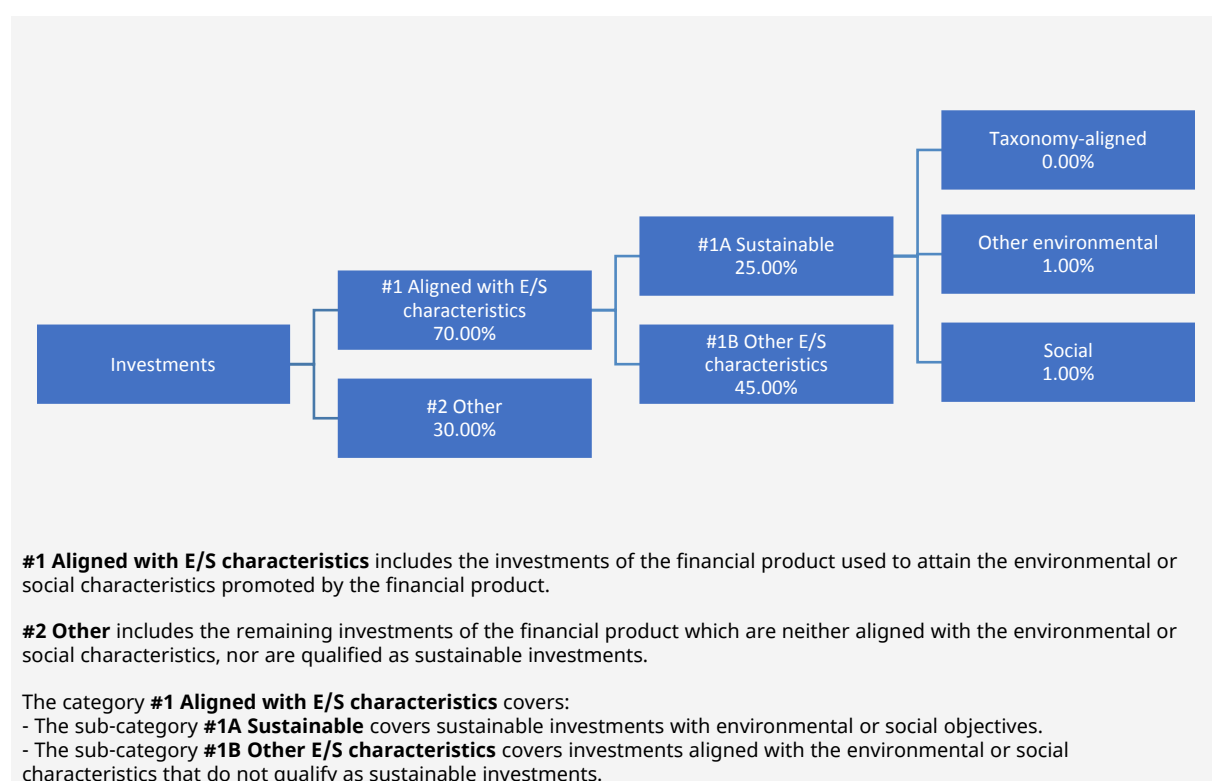 Investments
#1 Aligned with E/S
characteristics
70.00%
#2 Other
30.00%
#1A Sustainable
25.00%
#1B Other E/S
characteristics
45.00%
Taxonomy-aligned
0.00%
Other environmental
1.00%
Social
1.00%
#1 Aligned with E/S characteristics includes the investments of the financial product used to attain the environmental or
social characteristics promoted by the financial product.
#2 Other includes the remaining investments of the financial product which are neither aligned with the environmental or
social characteristics, nor are qualified as sustainable investments.
The category #1 Aligned with E/S characteristics covers:
- The sub-category #1A Sustainable covers sustainable investments with environmental or social objectives.
- The sub-category #1B Other E/S characteristics covers investments aligned with the environmental or social
characteristics that do not qualify as sustainable investments.